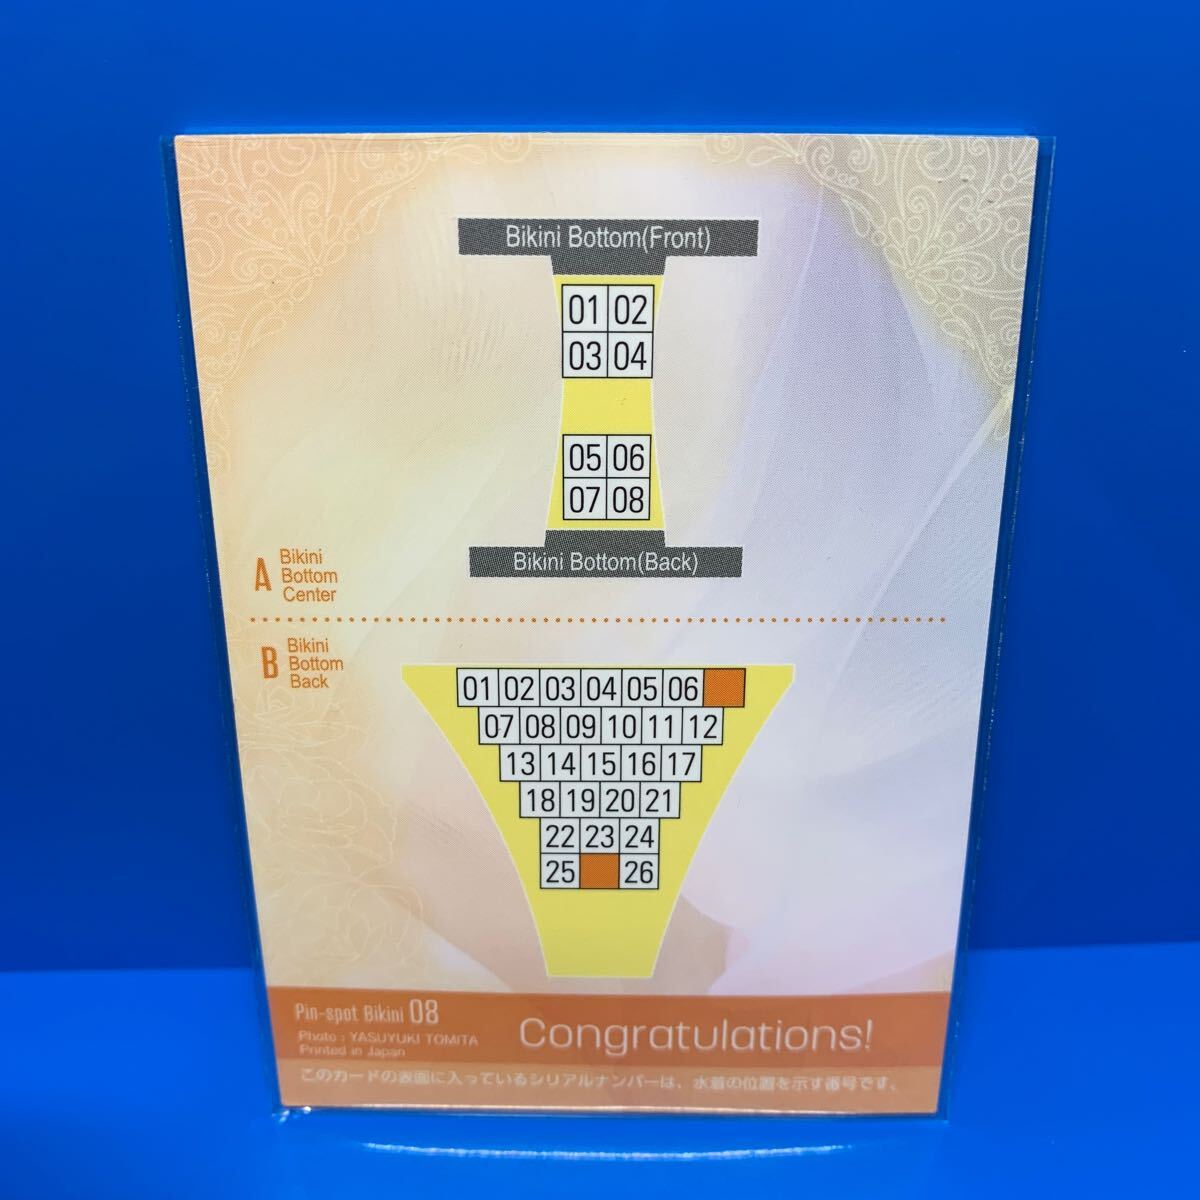 Bikini Bottom(Front)
01 02
03 04
05 06
07 08
Bikini Bottom(Back)
A Bikini
Bottom
Center
B Bikini
Bottom
Back
01 02 03 04 05 06
07 08 09 10 11 12
13 14 15 16 17
18 19 20 21
22 23 24
25 26
Pin-spot Bikini 08
Photo : YASUYUKI TOMITA
Printed in Japan
Congratulations!
このカードの表面に入っているシリアルナンバーは、水着の位置を示す番号です。